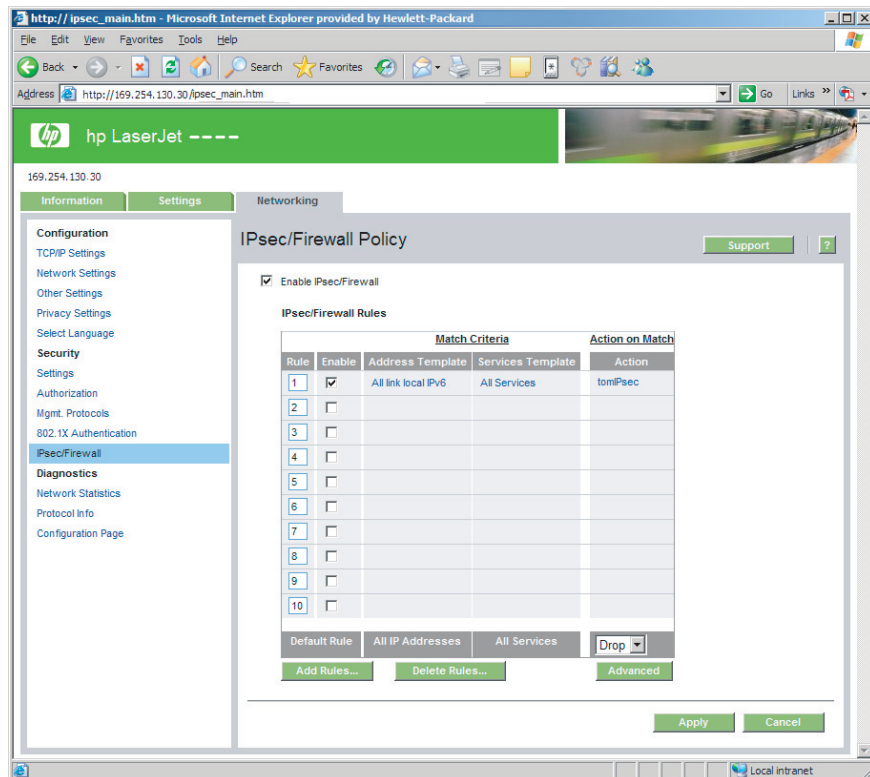 http:// ipsec_main.htm - Microsoft Internet Explorer provided by Hewlett-Packard
File Edit View Favorites Tools Help
Back Search Favorites
Address http://169.254.130.30/ipsec_main.htm Go Links »
hp hp LaserJet ----
169.254.130.30
Information Settings Networking
Configuration
TCP/IP Settings
Network Settings
Other Settings
Privacy Settings
Select Language
Security
Settings
Authorization
Mgmt. Protocols
802.1X Authentication
IPsec/Firewall
Diagnostics
Network Statistics
Protocol Info
Configuration Page
IPsec/Firewall Policy
Support ?
Enable IPsec/Firewall
IPsec/Firewall Rules
Match Criteria Action on Match
Rule Enable Address Template Services Template Action
1 All link local IPv6 All Services tomIPsec
2
3
4
5
6
7
8
9
10
Default Rule All IP Addresses All Services Drop
Add Rules... Delete Rules... Advanced
Apply Cancel
Local intranet